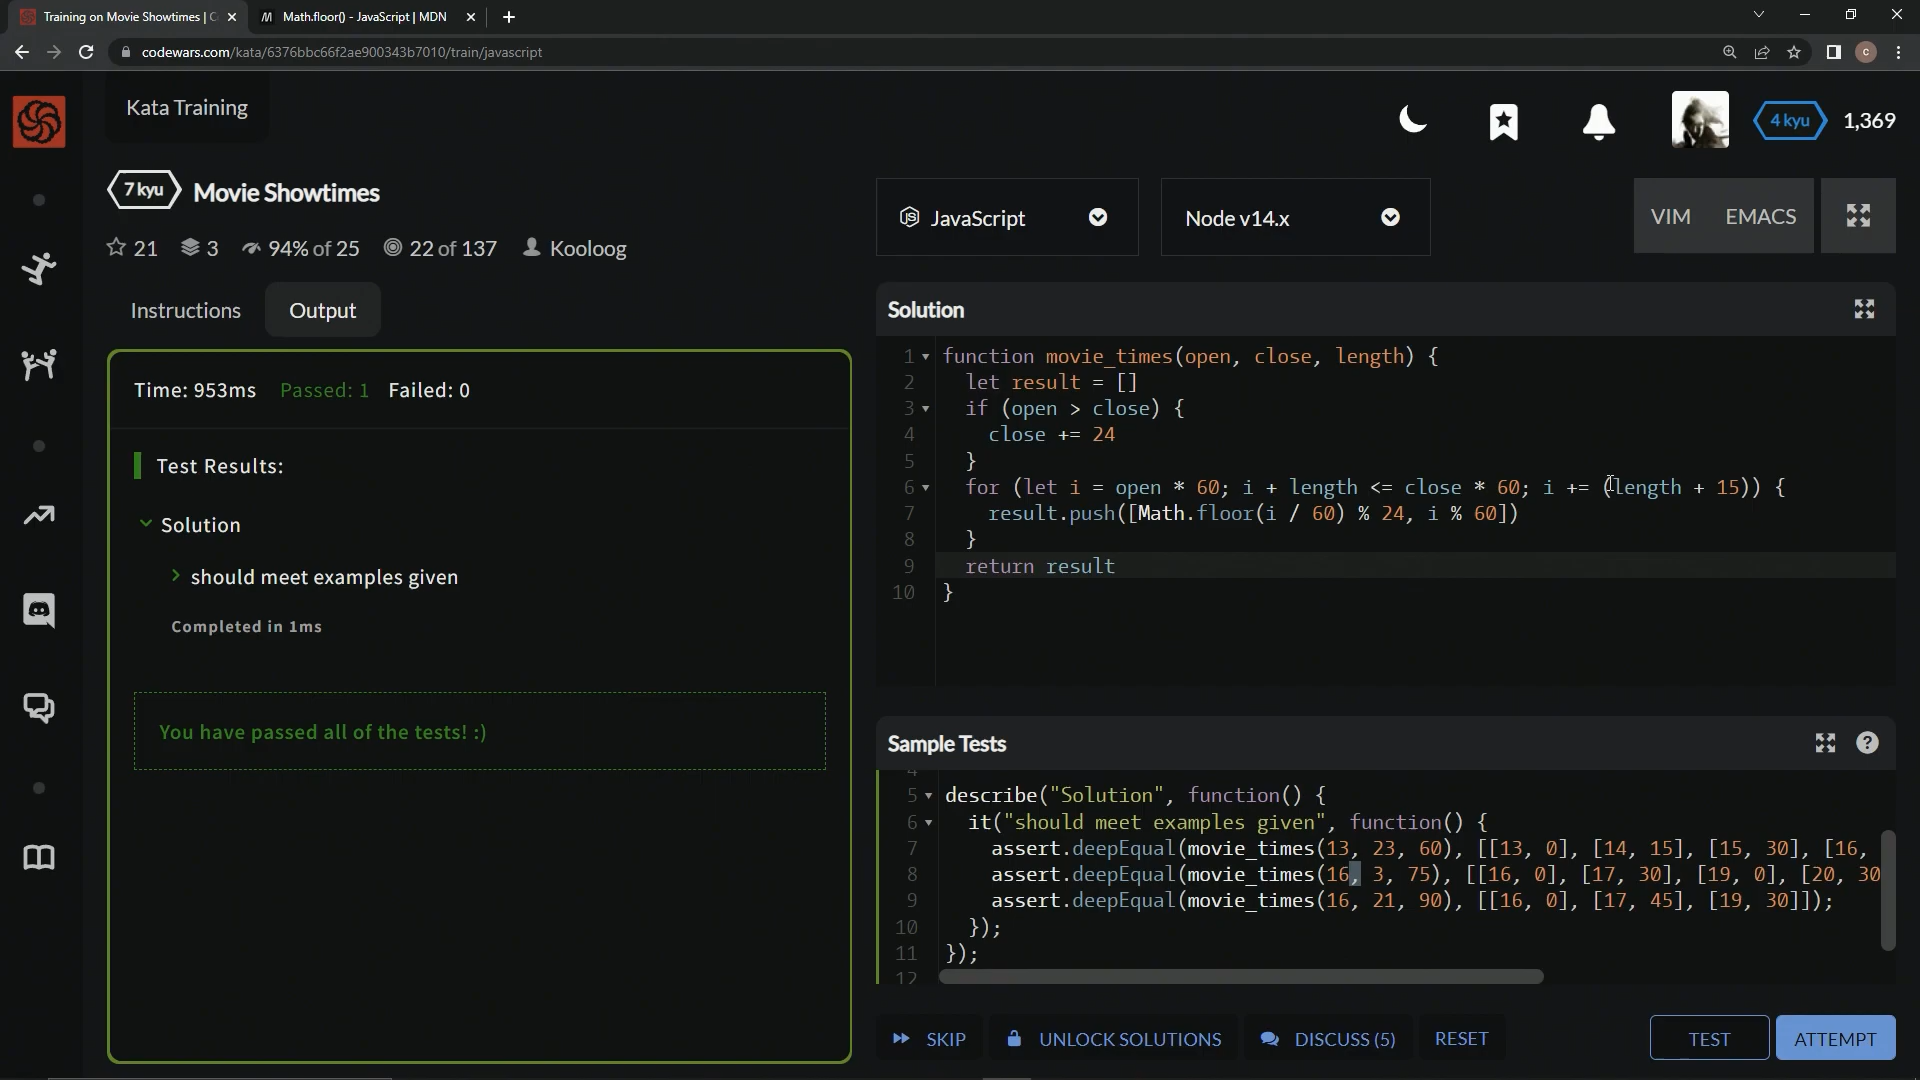 Training on Movie Showtimes | C
Math.floor() - JavaScript | MDN
codewars.com/kata/6376bbc66f2ae900343b7010/train/javascript
C
Kata Training
4 kyu
1,369
7 kyu
Movie Showtimes
21
3
94% of 25
22 of 137
Kooloog
JavaScript
Node v14.x
VIM
EMACS
Instructions
Output
Time: 953ms Passed: 1 Failed: 0
Test Results:
Solution
should meet examples given
Completed in 1ms
You have passed all of the tests! :)
Solution
1 function movie_times(open, close, length) {
2 let result = []
3 if (open > close) {
4 close += 24
5 }
6 for (let i = open * 60; i + length <= close * 60; i += (length + 15)) {
7 result.push([Math.floor(i / 60) % 24, i % 60])
8 }
9 return result
10 }
Sample Tests
4
5 describe("Solution", function() {
6 it("should meet examples given", function() {
7 assert.deepEqual(movie_times(13, 23, 60), [[13, 0], [14, 15], [15, 30], [16,
8 assert.deepEqual(movie_times(16, 3, 75), [[16, 0], [17, 30], [19, 0], [20, 30
9 assert.deepEqual(movie_times(16, 21, 90), [[16, 0], [17, 45], [19, 30]]);
10 });
11 });
12
SKIP
UNLOCK SOLUTIONS
DISCUSS (5)
RESET
TEST
ATTEMPT